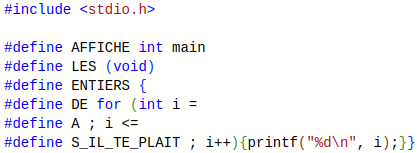 #include <stdio.h>
#define AFFICHE int main
#define LES (void)
#define ENTIERS {
#define DE for (int i =
#define A ; i <=
#define S_IL_TE_PLAIT ; i++){printf("%d\n", i);}}